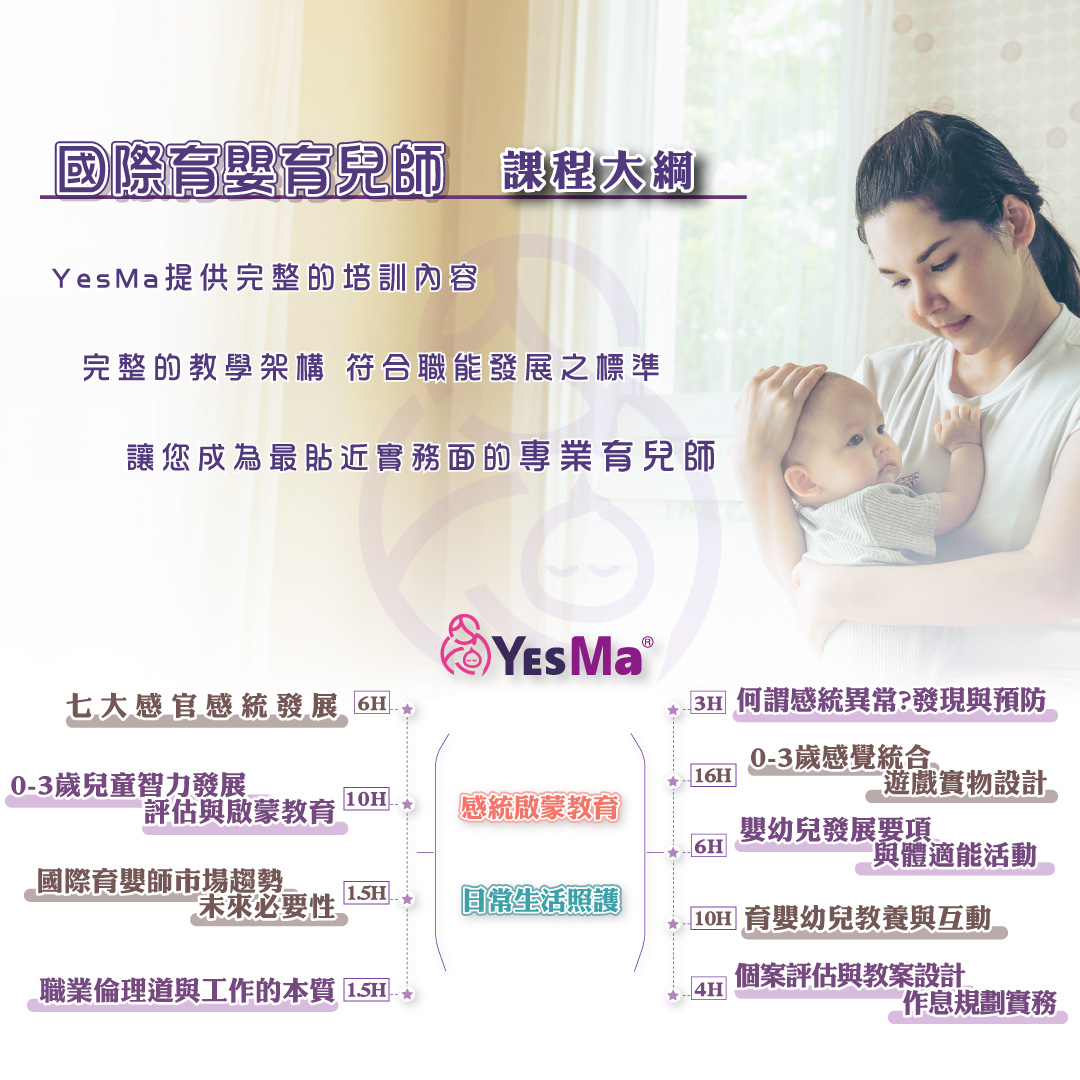 國際育嬰育兒師 課程大綱
YesMa提供完整的培訓內容
完整的教學架構 符合職能發展之標準
讓您成為最貼近實務面的專業育兒師
YESMa®
七大感官感統發展 6H
0-3歲兒童智力發展
評估與啟蒙教育 10H
國際育嬰師市場趨勢
未來必要性 1.5H
職業倫理道與工作的本質 1.5H
感統啟蒙教育
日常生活照護
3H 何謂感統異常?發現與預防
16H 0-3歲感覺統合
遊戲實物設計
6H 嬰幼兒發展要項
與體適能活動
10H 育嬰幼兒教養與互動
4H 個案評估與教案設計
作息規劃實務